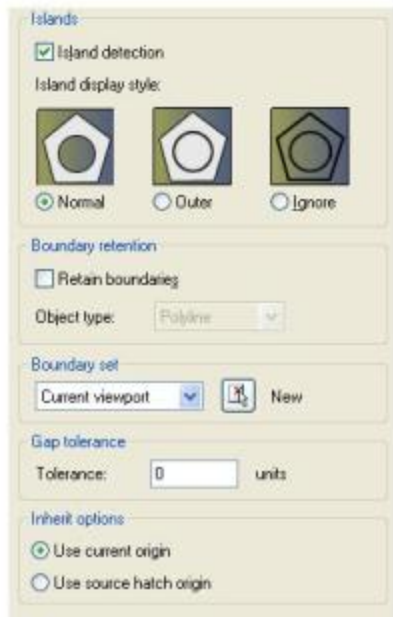 Islands
Island detection
Island display style:
Normal Outer Ignore
Boundary retention
Retain boundaries
Object type: Polyline
Boundary set
Current viewport New
Gap tolerance
Tolerance: 0 units
Inherit options
Use current origin
Use source hatch origin